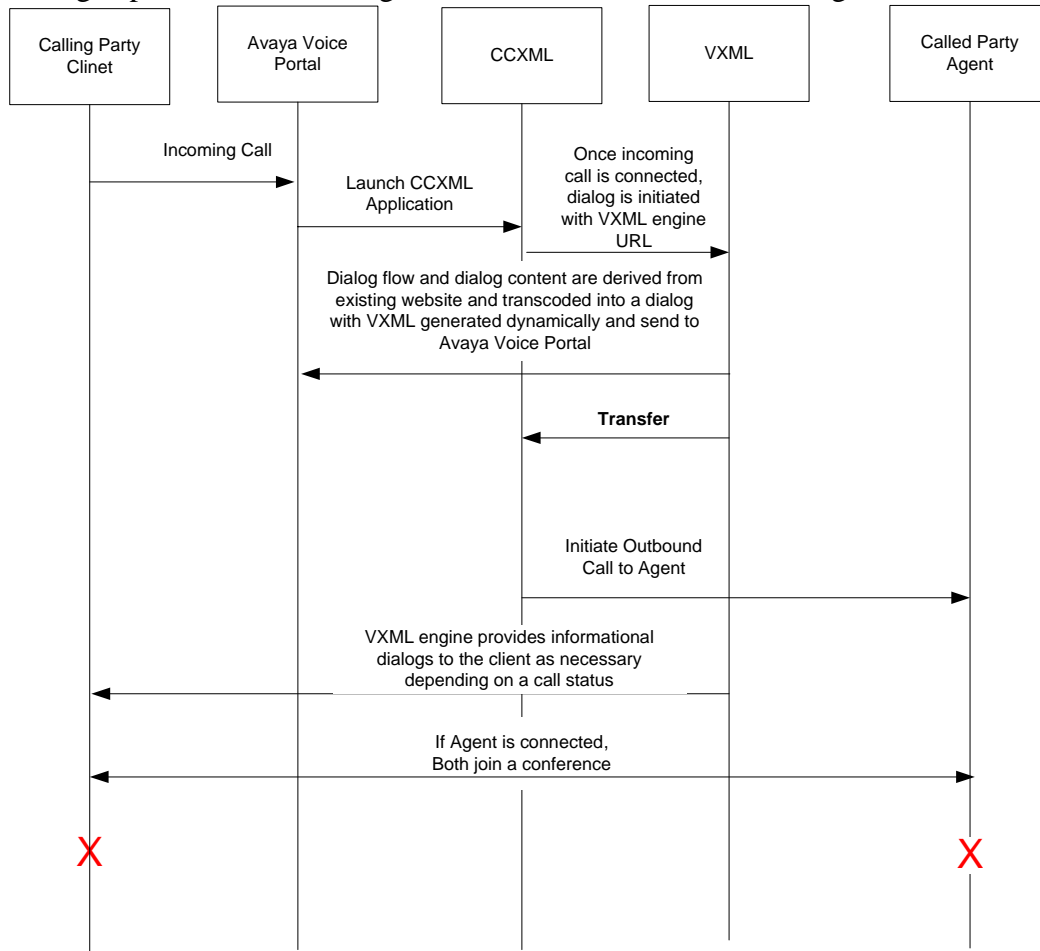 Calling Party
Clinet
Avaya Voice
Portal
CCXML
VXML
Called Party
Agent
Incoming Call
Launch CCXML
Application
Once incoming
call is connected,
dialog is initiated
with VXML engine
URL
Dialog flow and dialog content are derived from
existing website and transcoded into a dialog
with VXML generated dynamically and send to
Avaya Voice Portal
Transfer
Initiate Outbound
Call to Agent
VXML engine provides informational
dialogs to the client as necessary
depending on a call status
If Agent is connected,
Both join a conference
X
X